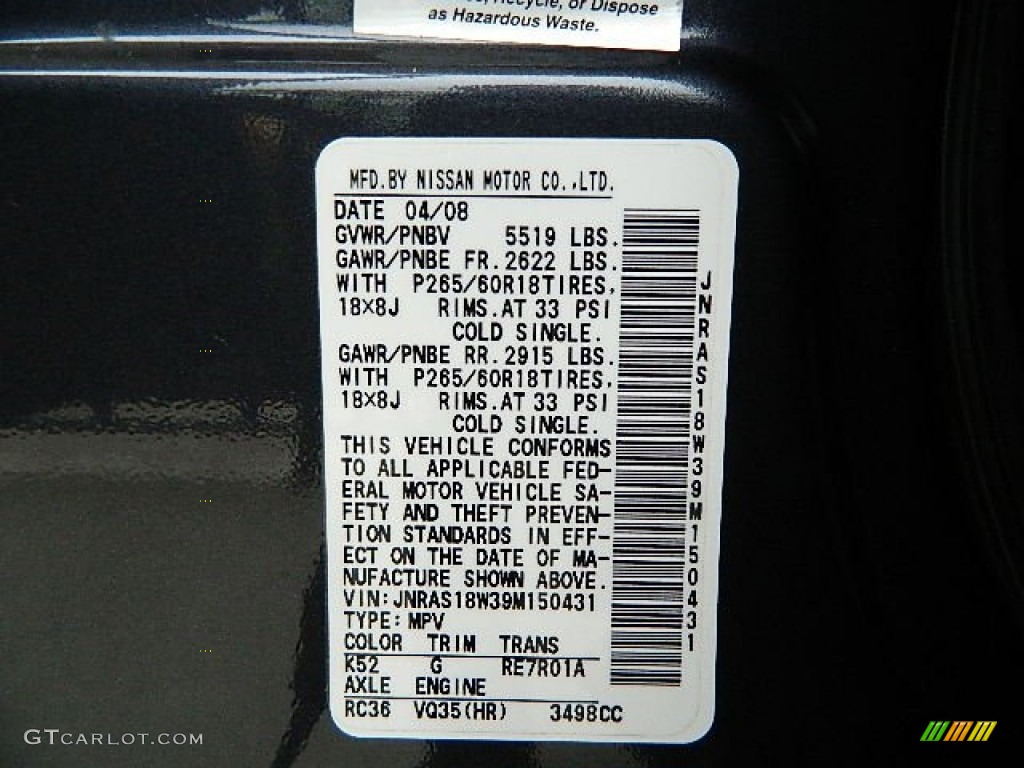 Recycle, or Dispose
as Hazardous Waste.
MFD.BY NISSAN MOTOR CO.,LTD.
DATE 04/08
GVWR/PNBV 5519 LBS.
GAWR/PNBE FR.2622 LBS.
WITH P265/60R18TIRES,
18X8J RIMS.AT 33 PSI
COLD SINGLE.
GAWR/PNBE RR.2915 LBS.
WITH P265/60R18TIRES,
18X8J RIMS.AT 33 PSI
COLD SINGLE.
THIS VEHICLE CONFORMS
TO ALL APPLICABLE FED-
ERAL MOTOR VEHICLE SA-
FETY AND THEFT PREVEN-
TION STANDARDS IN EFF-
ECT ON THE DATE OF MA-
NUFACTURE SHOWN ABOVE.
VIN:JNRAS18W39M150431
TYPE:MPV
COLOR TRIM TRANS
K52 G RE7R01A
AXLE ENGINE
RC36 VQ35(HR) 3498CC
JNRAS18W39M150431
GTCARLOT.COM